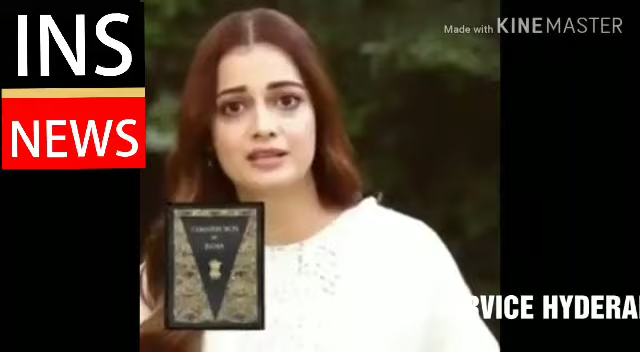 INS
NEWS
Made with KINEMASTER
CONSTITUTION
OF
INDIA
RVICE HYDERA